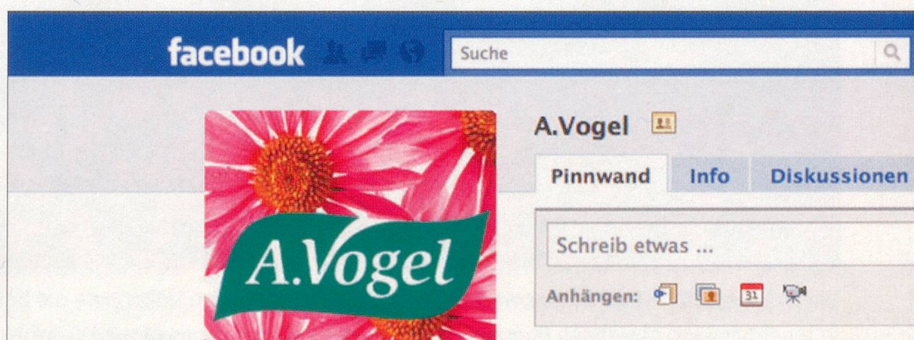 facebook
Suche
A.Vogel
Pinnwand Info Diskussionen
Schreib etwas ...
Anhängen: 31
A.Vogel